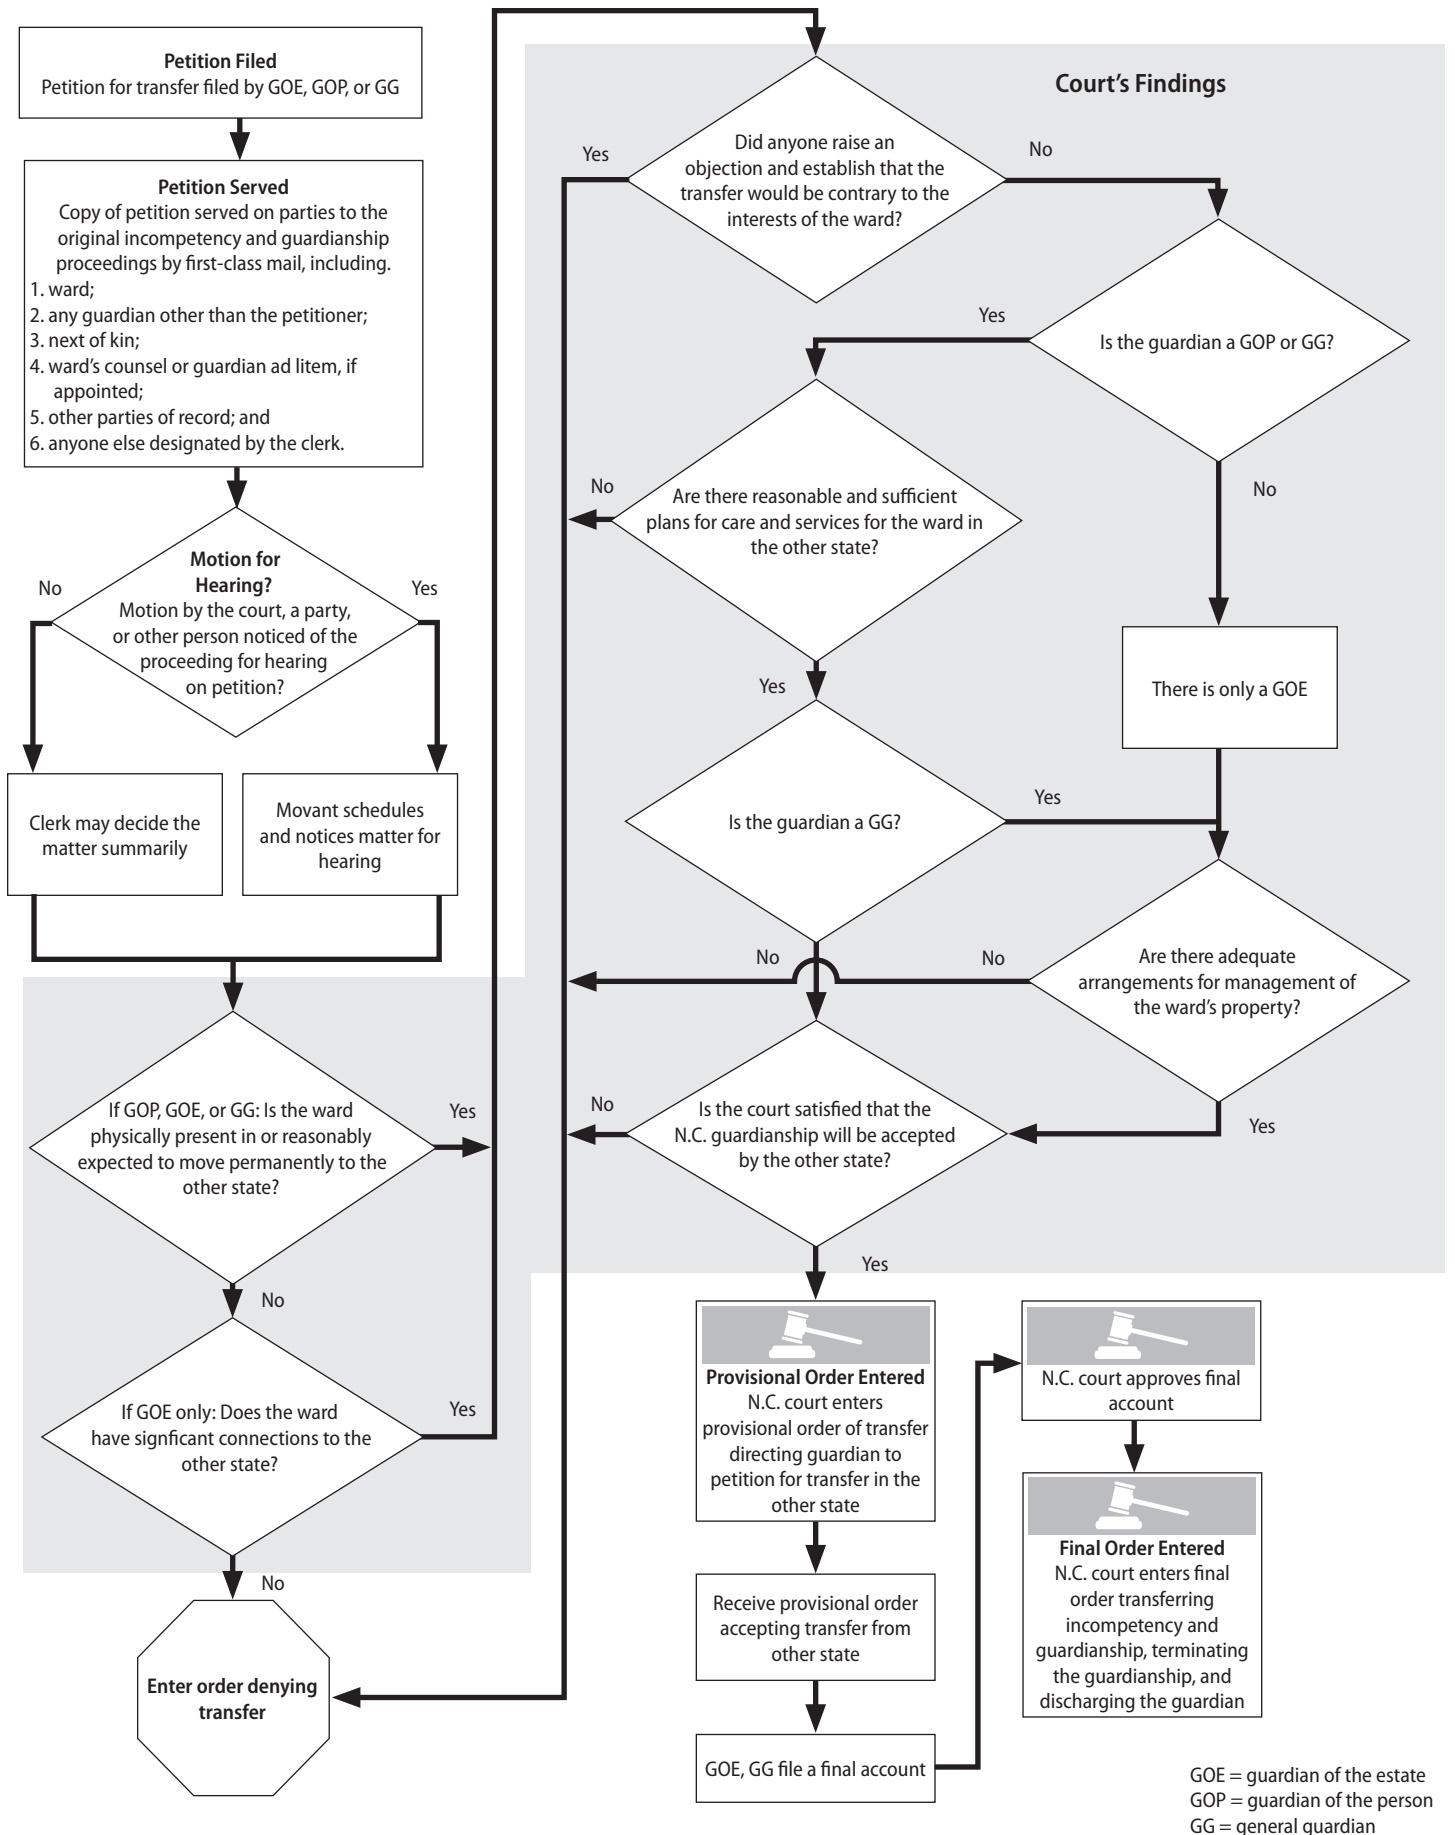 Petition Filed
Petition for transfer filed by GOE, GOP, or GG
Petition Served
Copy of petition served on parties to the
original incompetency and guardianship
proceedings by first-class mail, including.
1. ward;
2. any guardian other than the petitioner;
3. next of kin;
4. ward's counsel or guardian ad litem, if
appointed;
5. other parties of record; and
6. anyone else designated by the clerk.
Motion for
Hearing?
Motion by the court, a party,
or other person noticed of the
proceeding for hearing
on petition?
No
Yes
Clerk may decide the
matter summarily
Movant schedules
and notices matter for
hearing
If GOP, GOE, or GG: Is the ward
physically present in or reasonably
expected to move permanently to the
other state?
Yes
No
If GOE only: Does the ward
have signficant connections to the
other state?
Yes
No
Enter order denying
transfer
Court's Findings
Did anyone raise an
objection and establish that the
transfer would be contrary to the
interests of the ward?
Yes
No
Is the guardian a GOP or GG?
Yes
No
Are there reasonable and sufficient
plans for care and services for the ward in
the other state?
No
Yes
There is only a GOE
Is the guardian a GG?
Yes
No
Are there adequate
arrangements for management of
the ward's property?
No
Yes
Is the court satisfied that the
N.C. guardianship will be accepted
by the other state?
No
Yes
Provisional Order Entered
N.C. court enters
provisional order of transfer
directing guardian to
petition for transfer in the
other state
Receive provisional order
accepting transfer from
other state
GOE, GG file a final account
N.C. court approves final
account
Final Order Entered
N.C. court enters final
order transferring
incompetency and
guardianship, terminating
the guardianship, and
discharging the guardian
GOE = guardian of the estate
GOP = guardian of the person
GG = general guardian